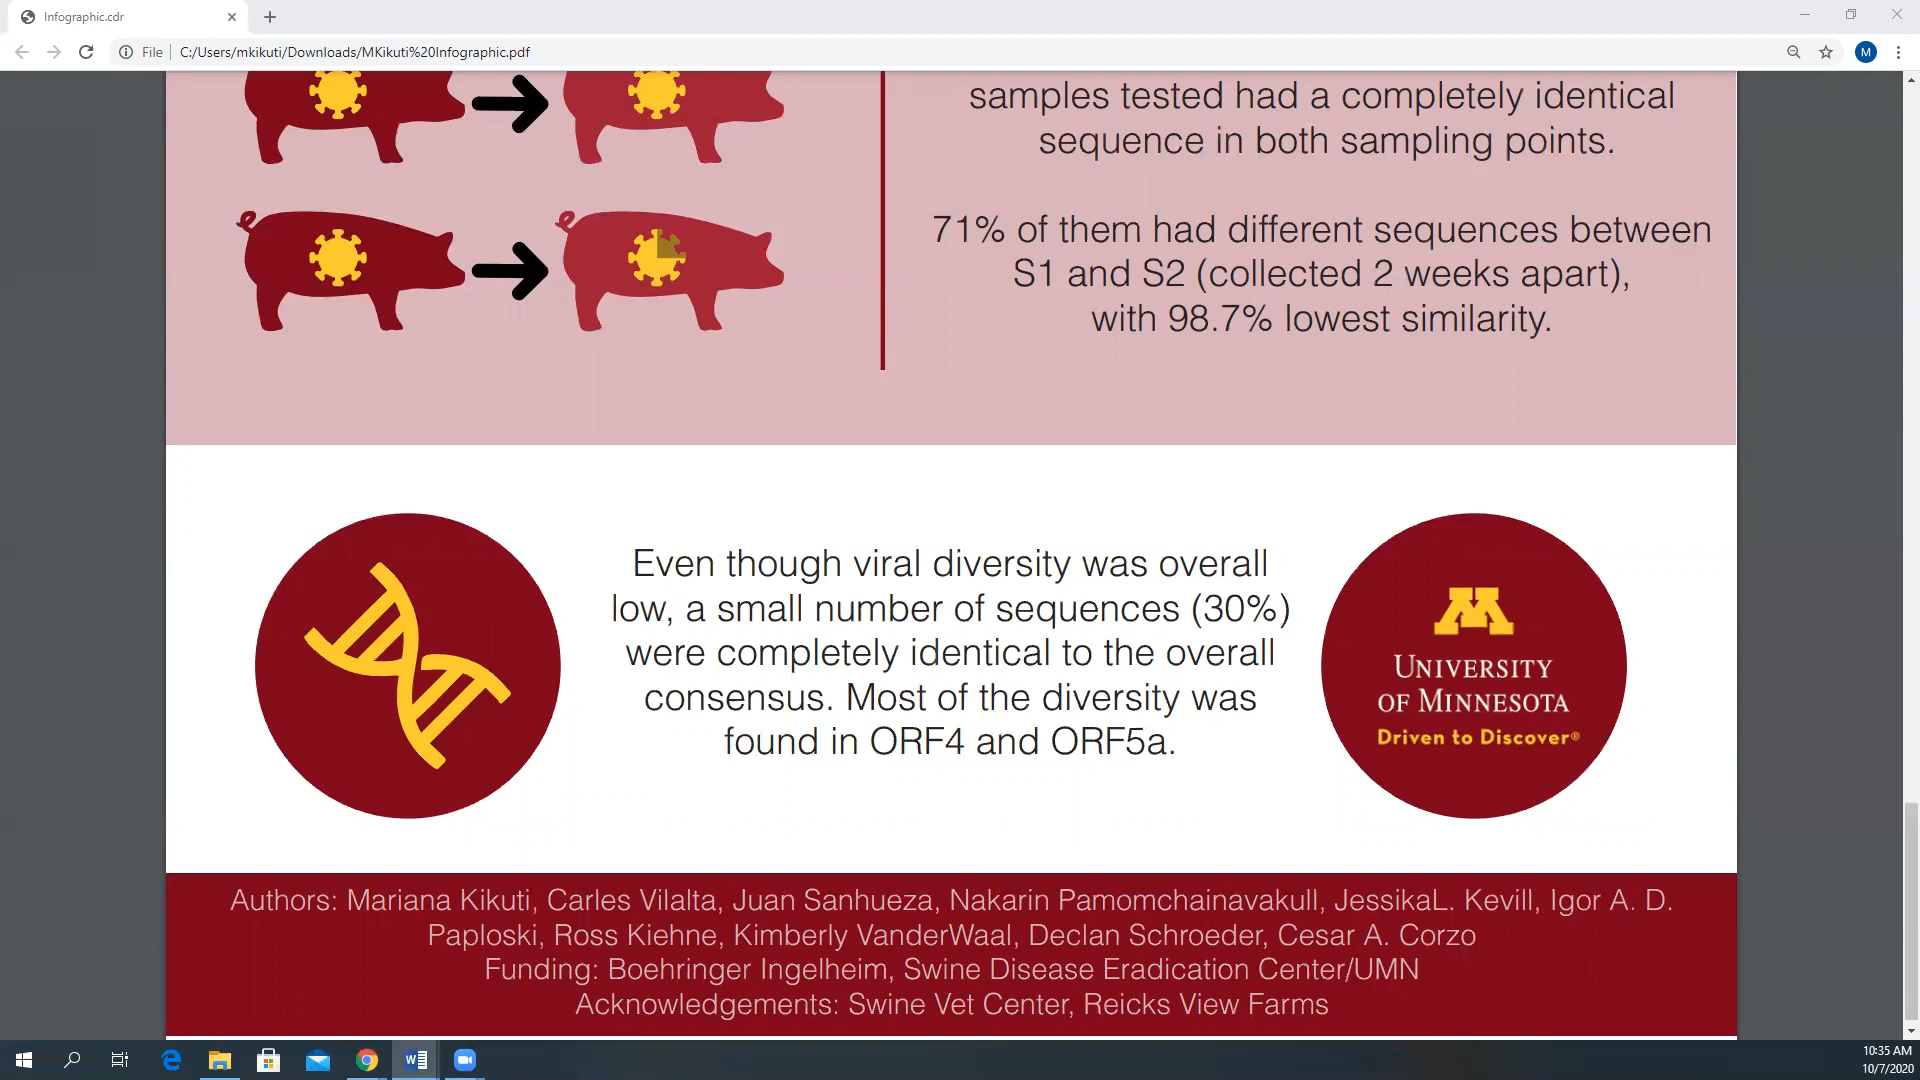 Infographic.cdr
File
C:/Users/mkikuti/Downloads/MKikuti%20Infographic.pdf
M
samples tested had a completely identical
sequence in both sampling points.
71% of them had different sequences between
S1 and S2 (collected 2 weeks apart),
with 98.7% lowest similarity.
Even though viral diversity was overall
low, a small number of sequences (30%)
were completely identical to the overall
consensus. Most of the diversity was
found in ORF4 and ORF5a.
M
UNIVERSITY
OF MINNESOTA
Driven to Discover®
Authors: Mariana Kikuti, Carles Vilalta, Juan Sanhueza, Nakarin Pamornchainavakull, JessikaL. Kevill, Igor A. D.
Paploski, Ross Kiehne, Kimberly VanderWaal, Declan Schroeder, Cesar A. Corzo
Funding: Boehringer Ingelheim, Swine Disease Eradication Center/UMN
Acknowledgements: Swine Vet Center, Reicks View Farms
10:35 AM
10/7/2020